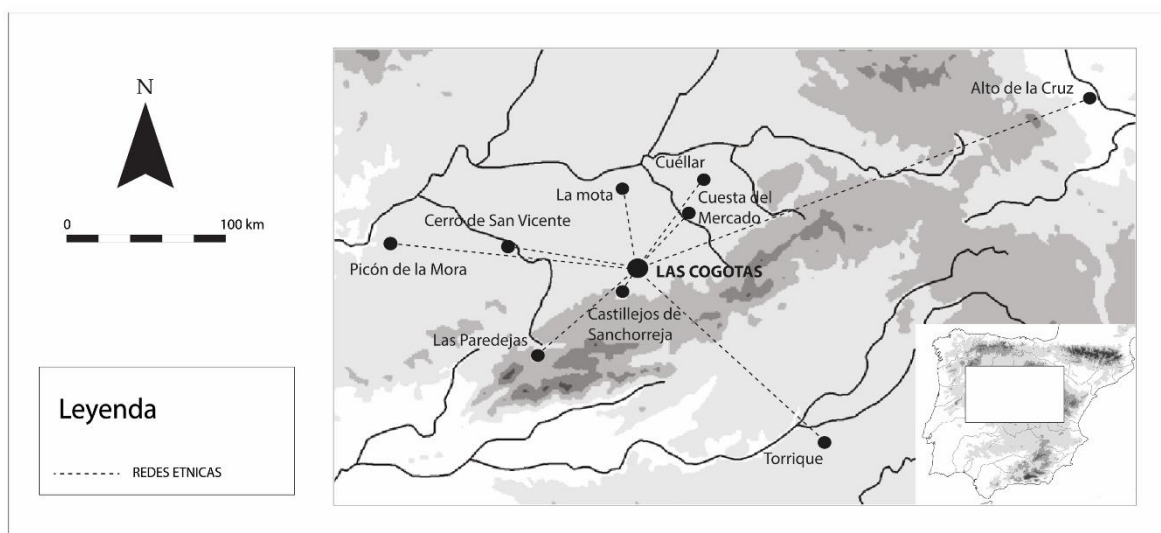 N
0 100 km
Leyenda
REDES ETNICAS
Alto de la Cruz
Cuéllar
La mota
Cuesta del
Mercado
Cerro de San Vicente
Picón de la Mora
LAS COGOTAS
Castillejos de
Sanchorreja
Las Paredejas
Torrique